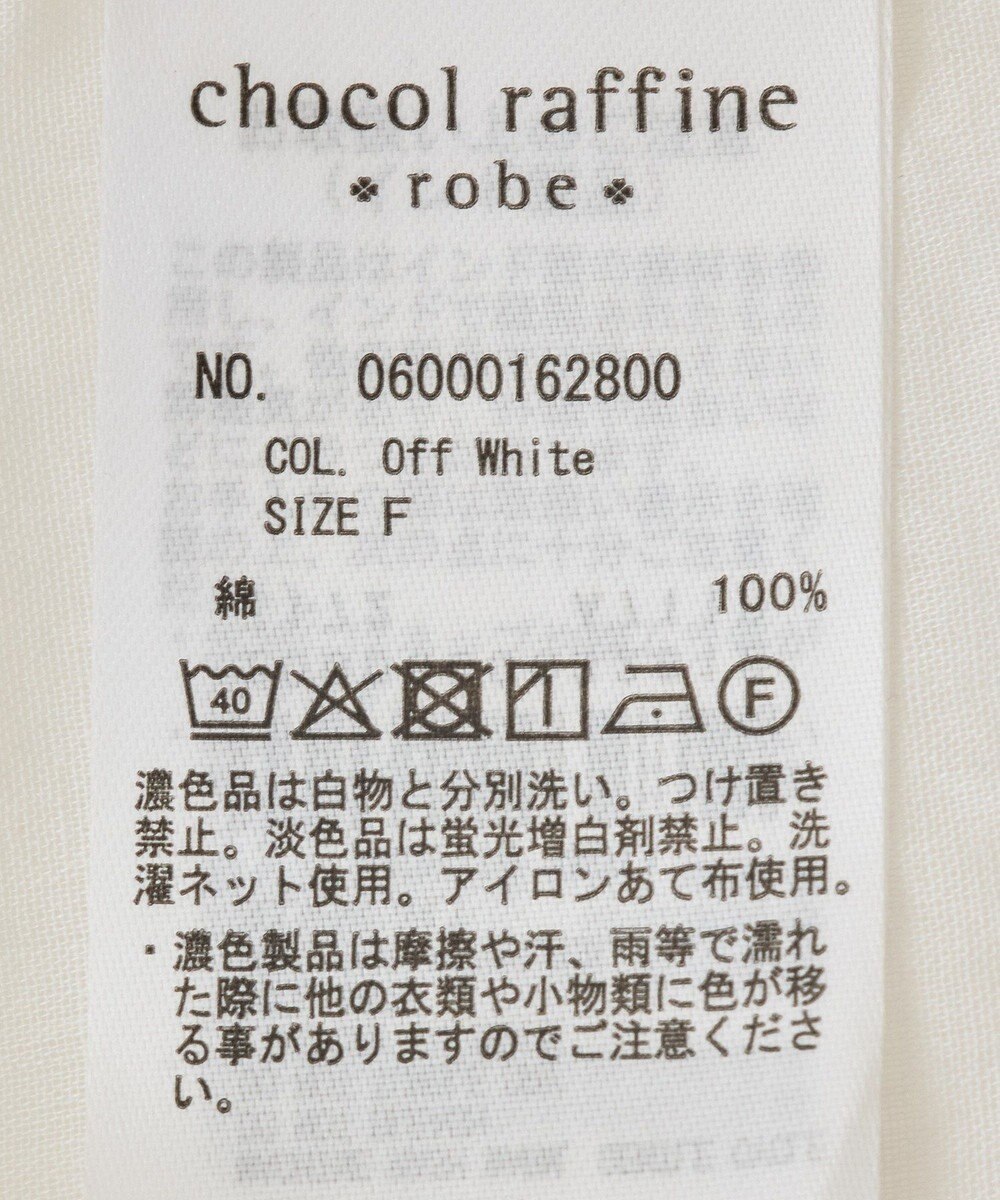 chocol raffine
robe
NO. 06000162800
COL. Off White
SIZE F
綿 100%
40 F
濃色品は白物と分別洗い。つけ置き
禁止。淡色品は蛍光増白剤禁止。洗
濯ネット使用。アイロンあて布使用。
・濃色製品は摩擦や汗、雨等で濡れ
た際に他の衣類や小物類に色が移
る事がありますのでご注意くださ
い。